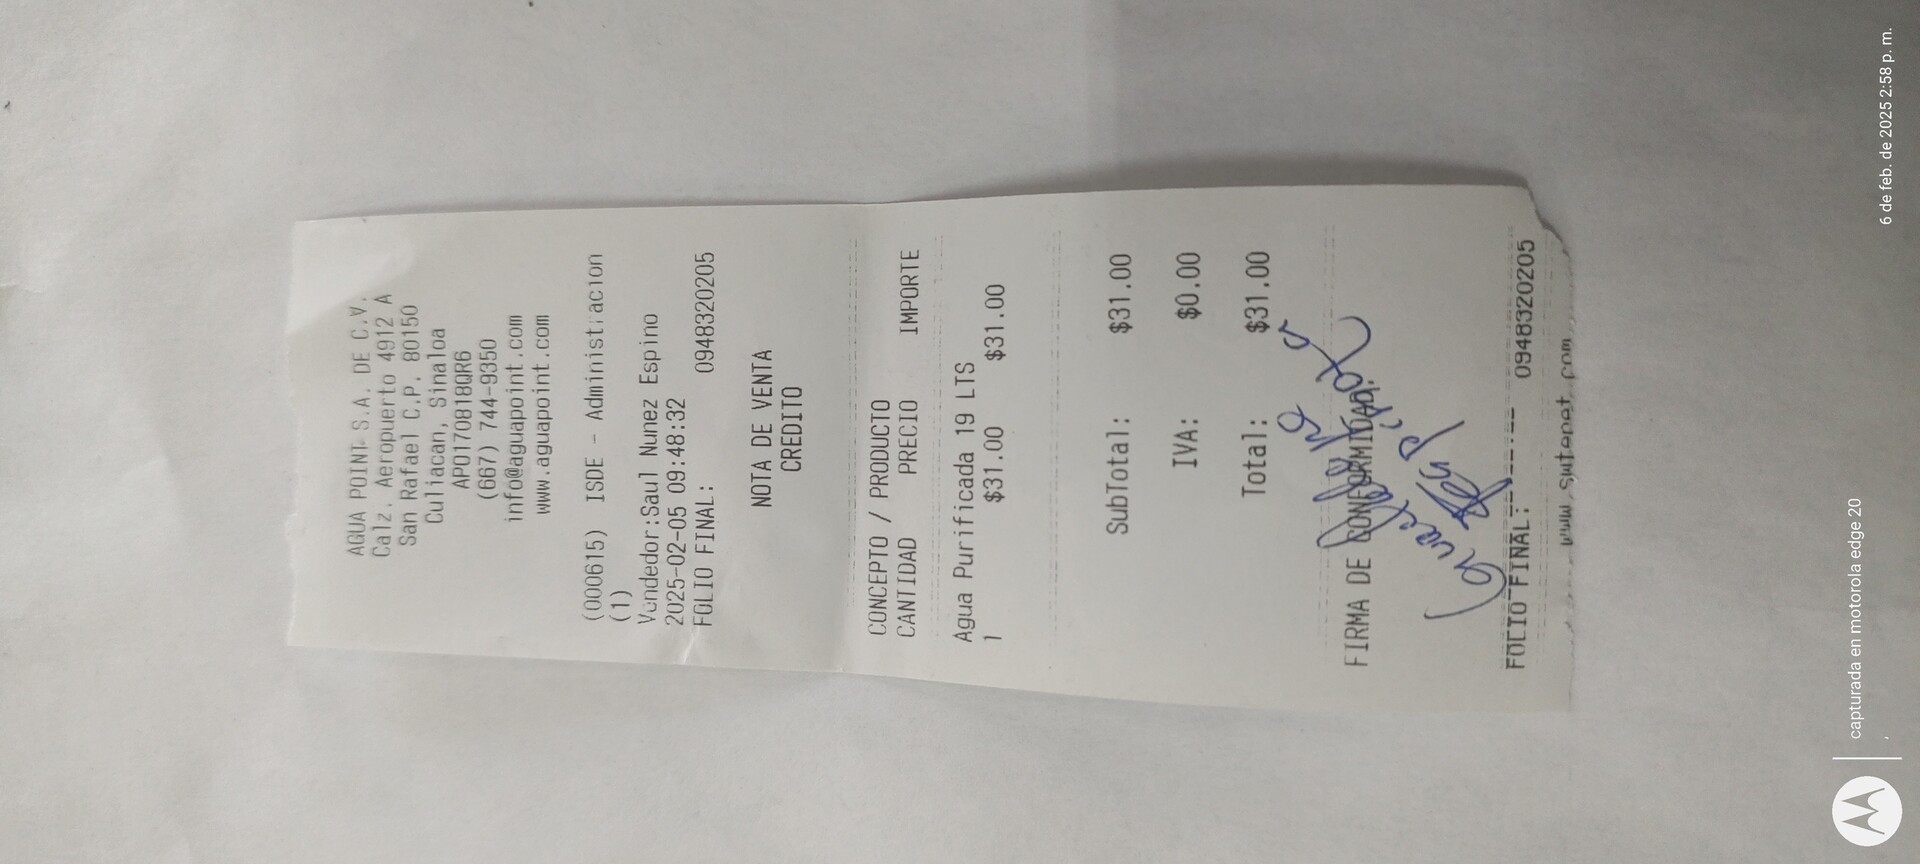 AGUA POINT S.A. DE C.V.
Calz. Aeropuerto 4912 A
San Rafael C.P. 80150
Culiacan, Sinaloa
APO170818QR6
(667) 744-9350
info@aguapoint.com
www.aguapoint.com
(000615) ISDE - Administracion
(1)
Vendedor:Saul Nunez Espino
2025-02-05 09:48:32
FOLIO FINAL: 0948320205
NOTA DE VENTA
CREDITO
CONCEPTO / PRODUCTO
CANTIDAD PRECIO IMPORTE
Agua Purificada 19 LTS
1 $31.00 $31.00
SubTotal: $31.00
IVA: $0.00
Total: $31.00
FIRMA DE CONFORMIDAD:
FOLIO FINAL: 0948320205
capturada en motorola edge 20
6 de feb. de 2025 2:58 p. m.